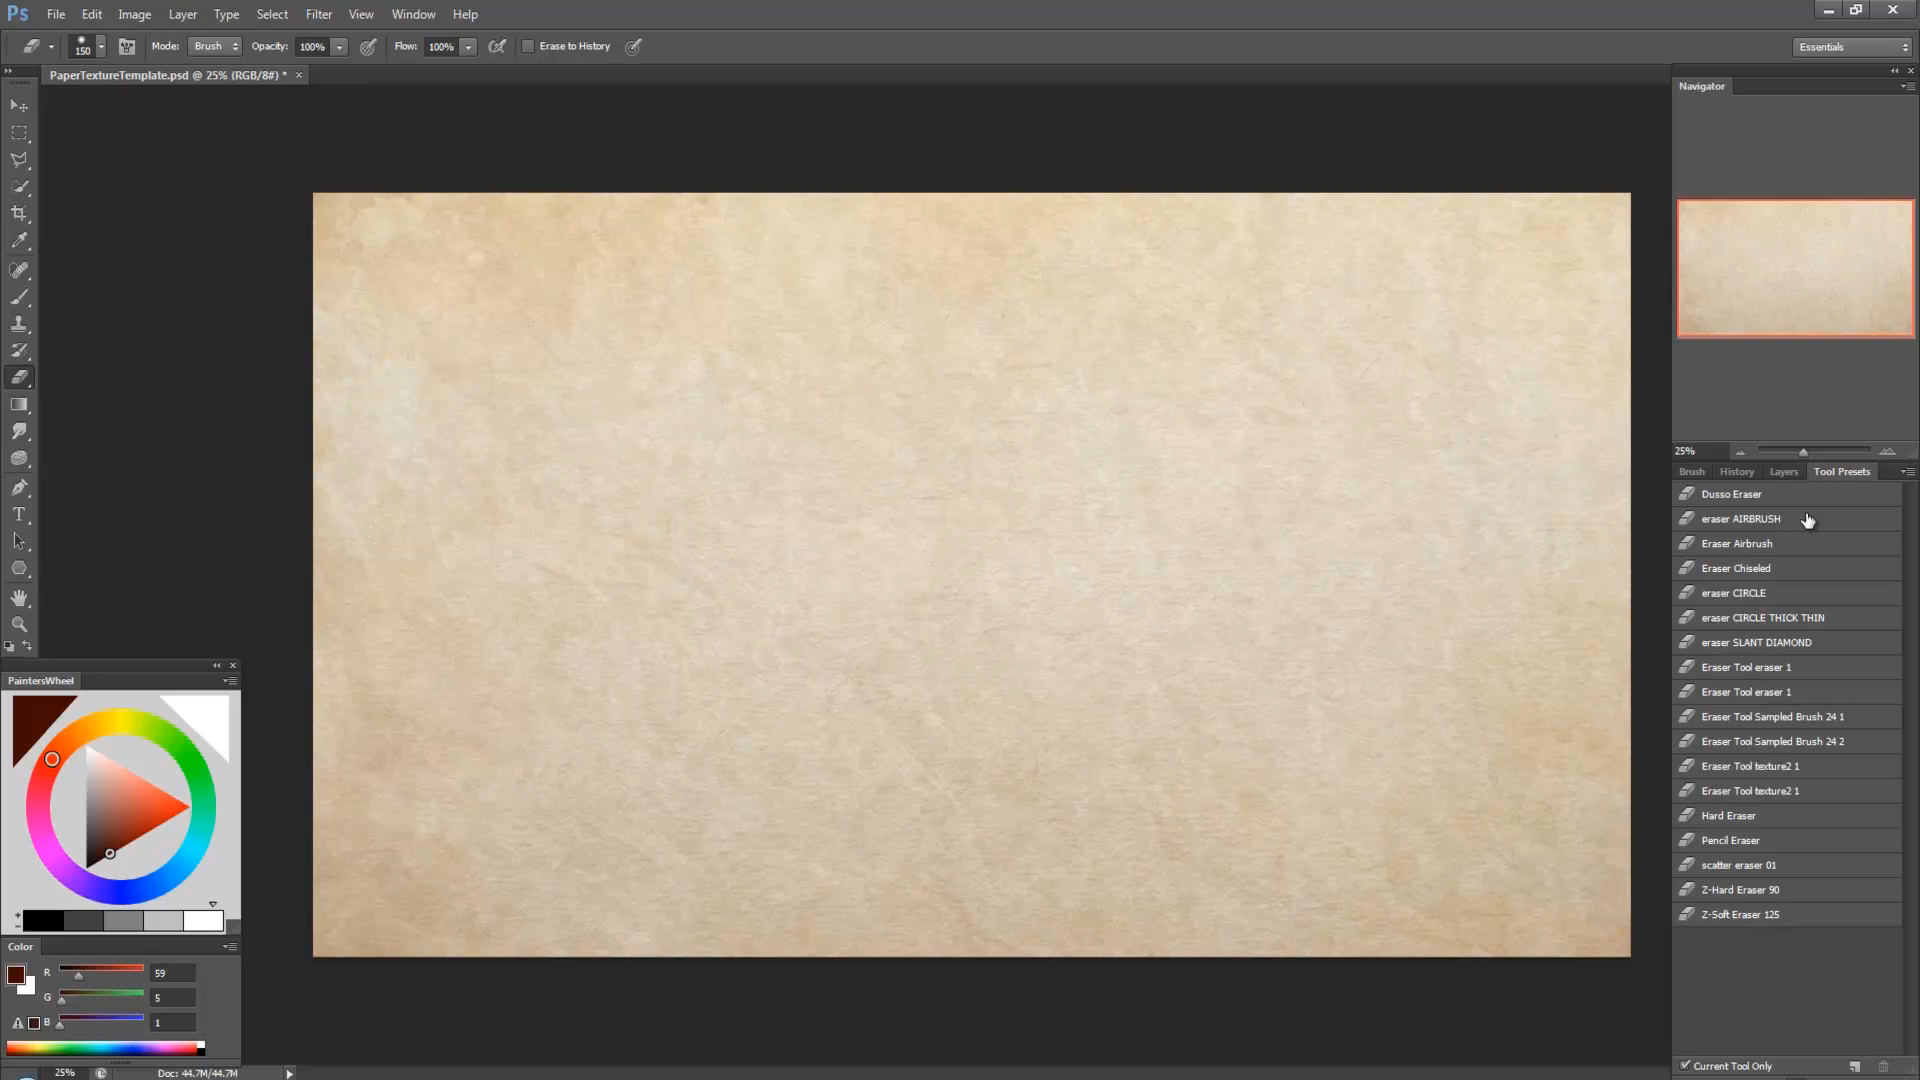 Ps File Edit Image Layer Type Select Filter 3D View Window Help
150 Mode: Brush Opacity: 100% Flow: 100% Erase to History Essentials
PaperTextureTemplate.psd @ 25% (RGB/8#) * ×
Navigator
25%
Brush History Layers Tool Presets
Dusso Eraser
eraser AIRBRUSH
Eraser Airbrush
Eraser Chiseled
eraser CIRCLE
eraser CIRCLE THICK THIN
eraser SLANT DIAMOND
Eraser Tool eraser 1
Eraser Tool eraser 1
Eraser Tool Sampled Brush 24 1
Eraser Tool Sampled Brush 24 2
Eraser Tool texture2 1
Eraser Tool texture2 1
Hard Eraser
Pencil Eraser
scatter eraser 01
Z-Hard Eraser 90
Z-Soft Eraser 125
Current Tool Only
PaintersWheel
Color
R 59
G 5
B 1
25% Doc: 44.7M/44.7M